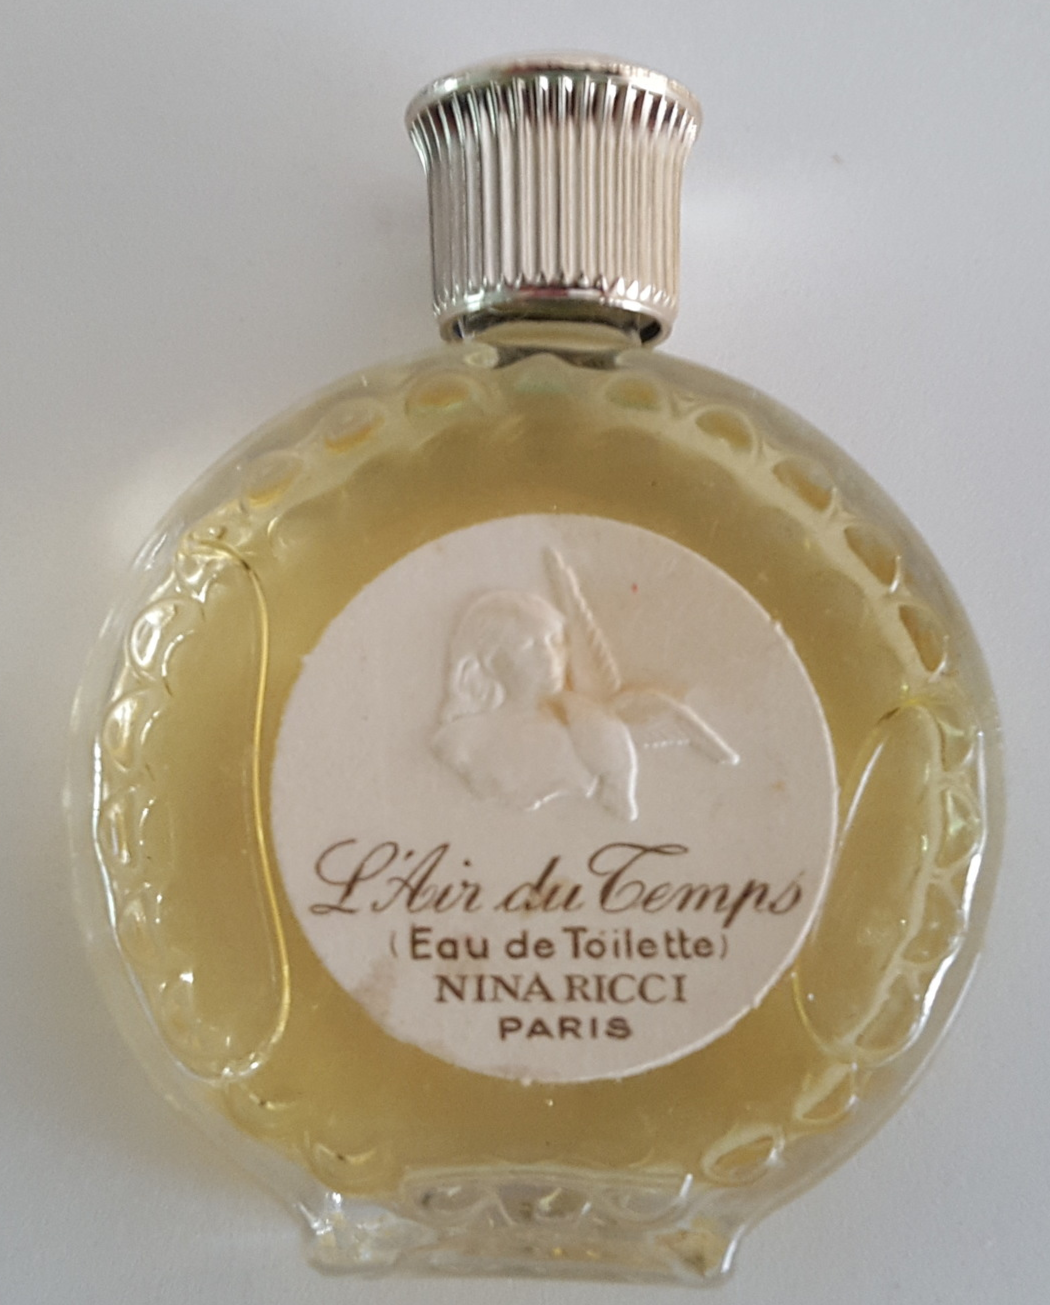 L'Air du Temps
(Eau de Toilette)
NINA RICCI
PARIS